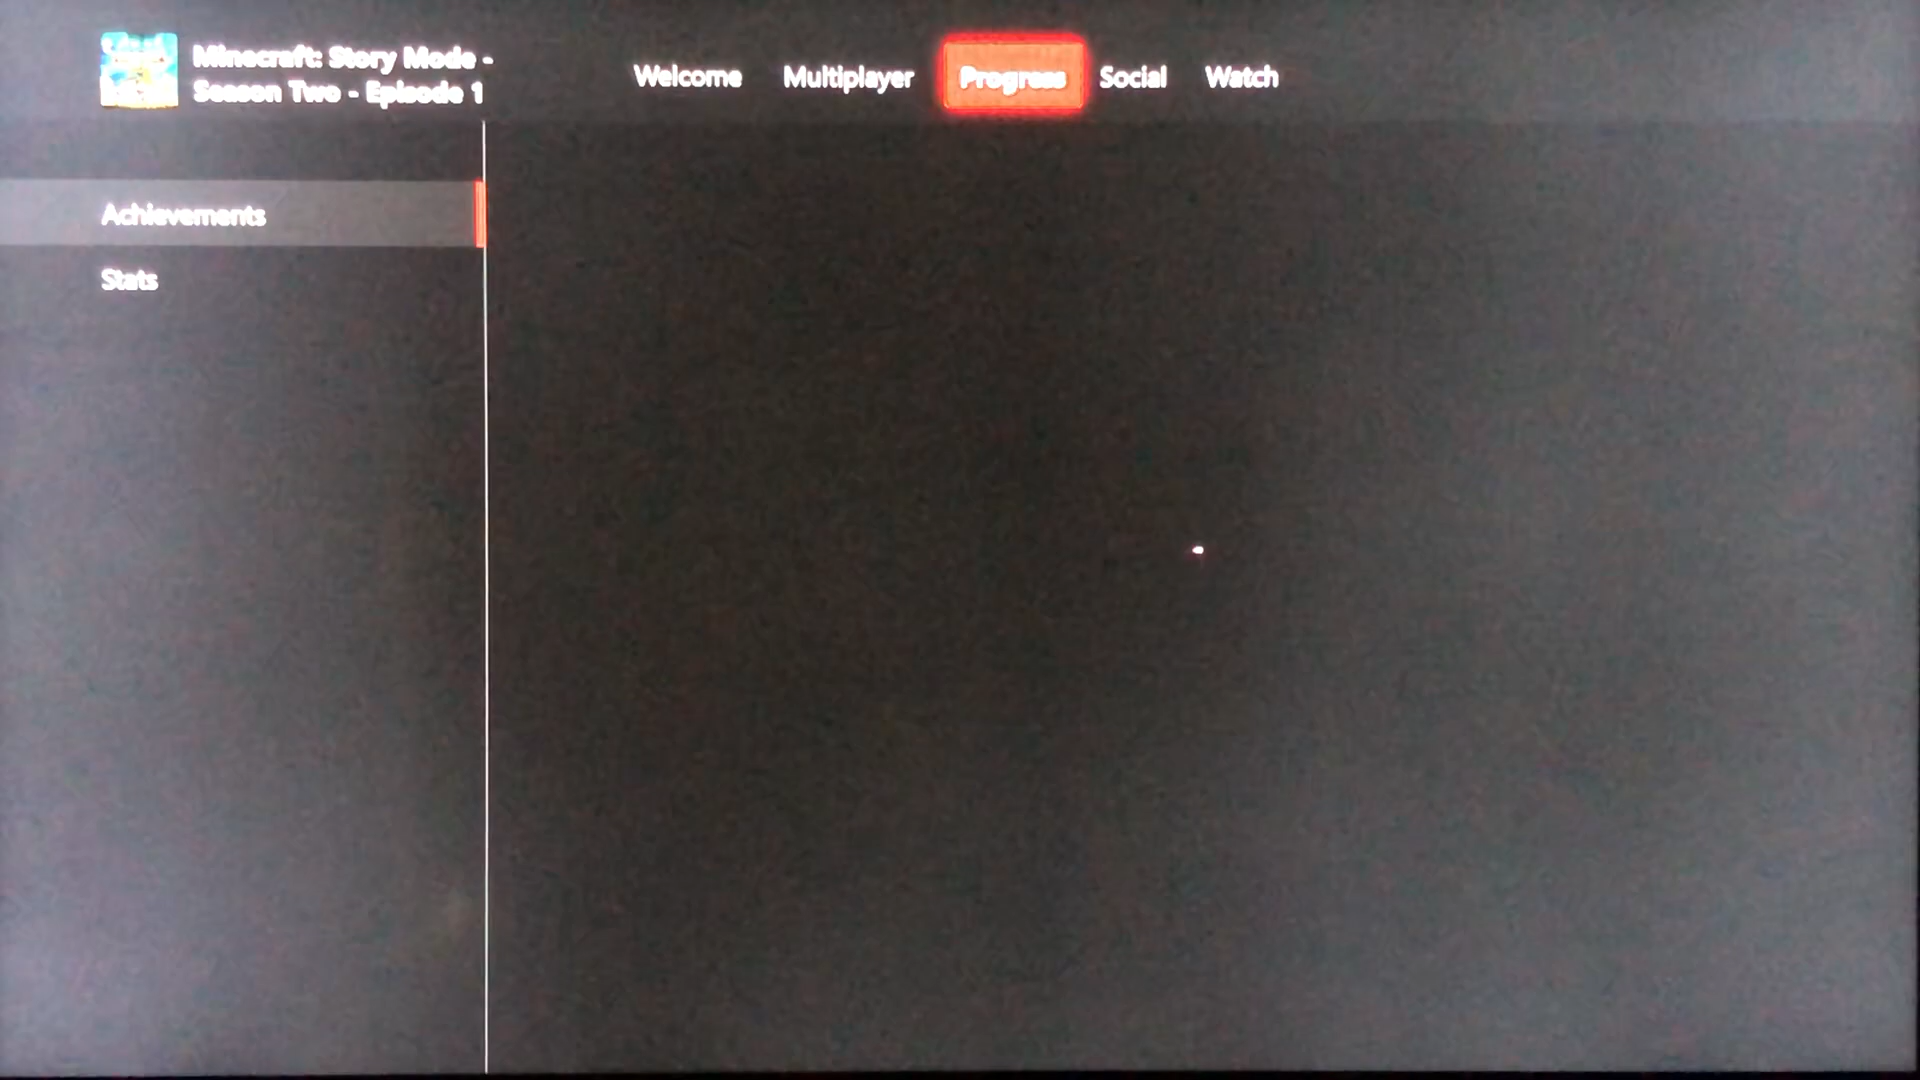 Minecraft: Story Mode -
Season Two - Episode 1
Welcome
Multiplayer
Progress
Social
Watch
Achievements
Stats